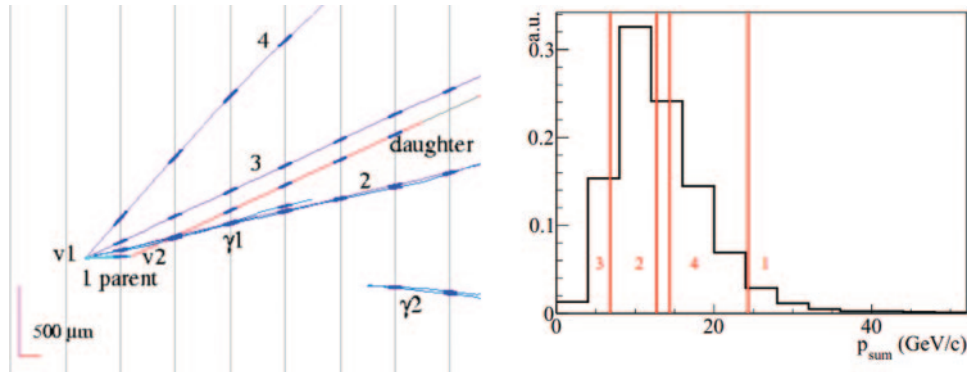 4
3
daughter
2
v1
v2
γ1
1 parent
γ2
500 μm
a.u.
0.3
0.2
0.1
0
3
2
4
1
0
20
40
p_sum (GeV/c)